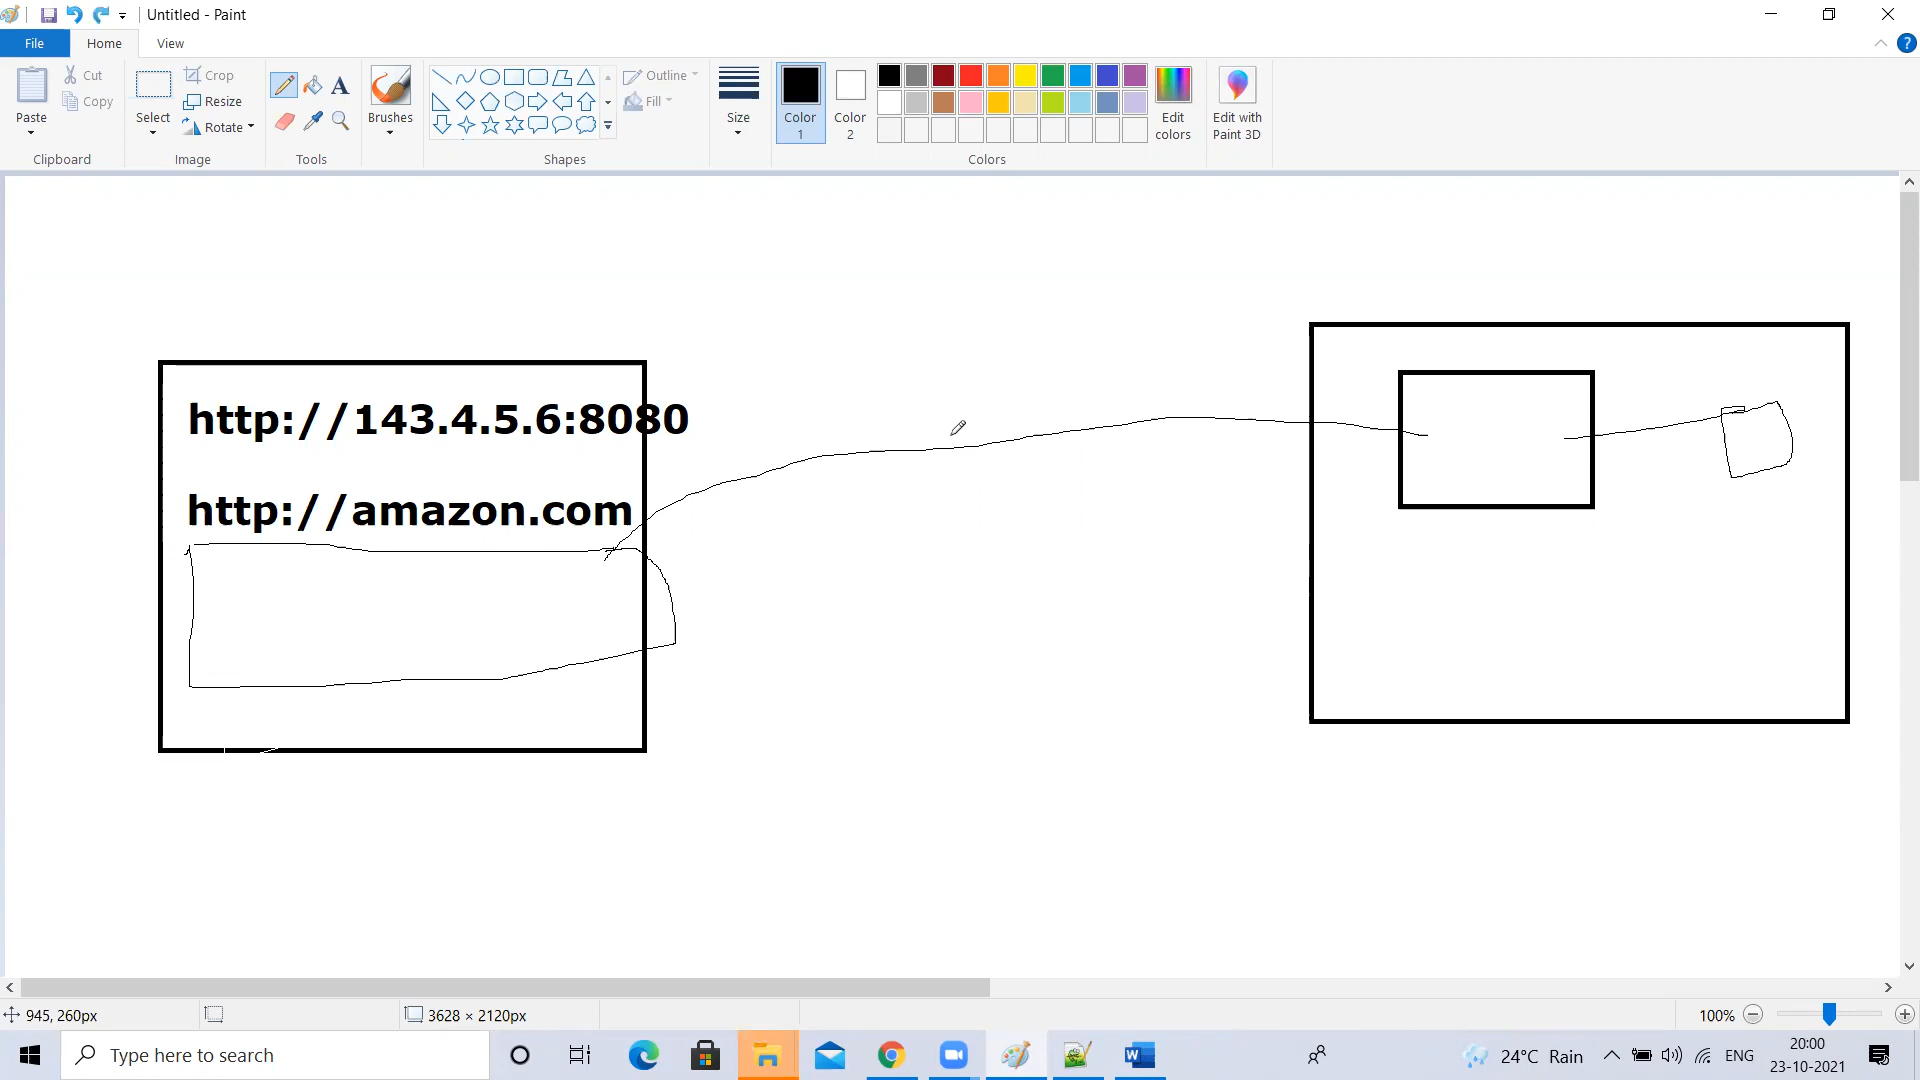 Untitled - Paint
File Home View
Paste
Cut
Copy
Clipboard
Select
Crop
Resize
Rotate
Image
A
Tools
Brushes
Outline
Fill
Shapes
Size
Color 1
Color 2
Edit colors
Colors
Edit with Paint 3D
http://143.4.5.6:8080
http://amazon.com
945, 260px
3628 × 2120px
100%
Type here to search
24°C Rain
ENG
20:00
23-10-2021